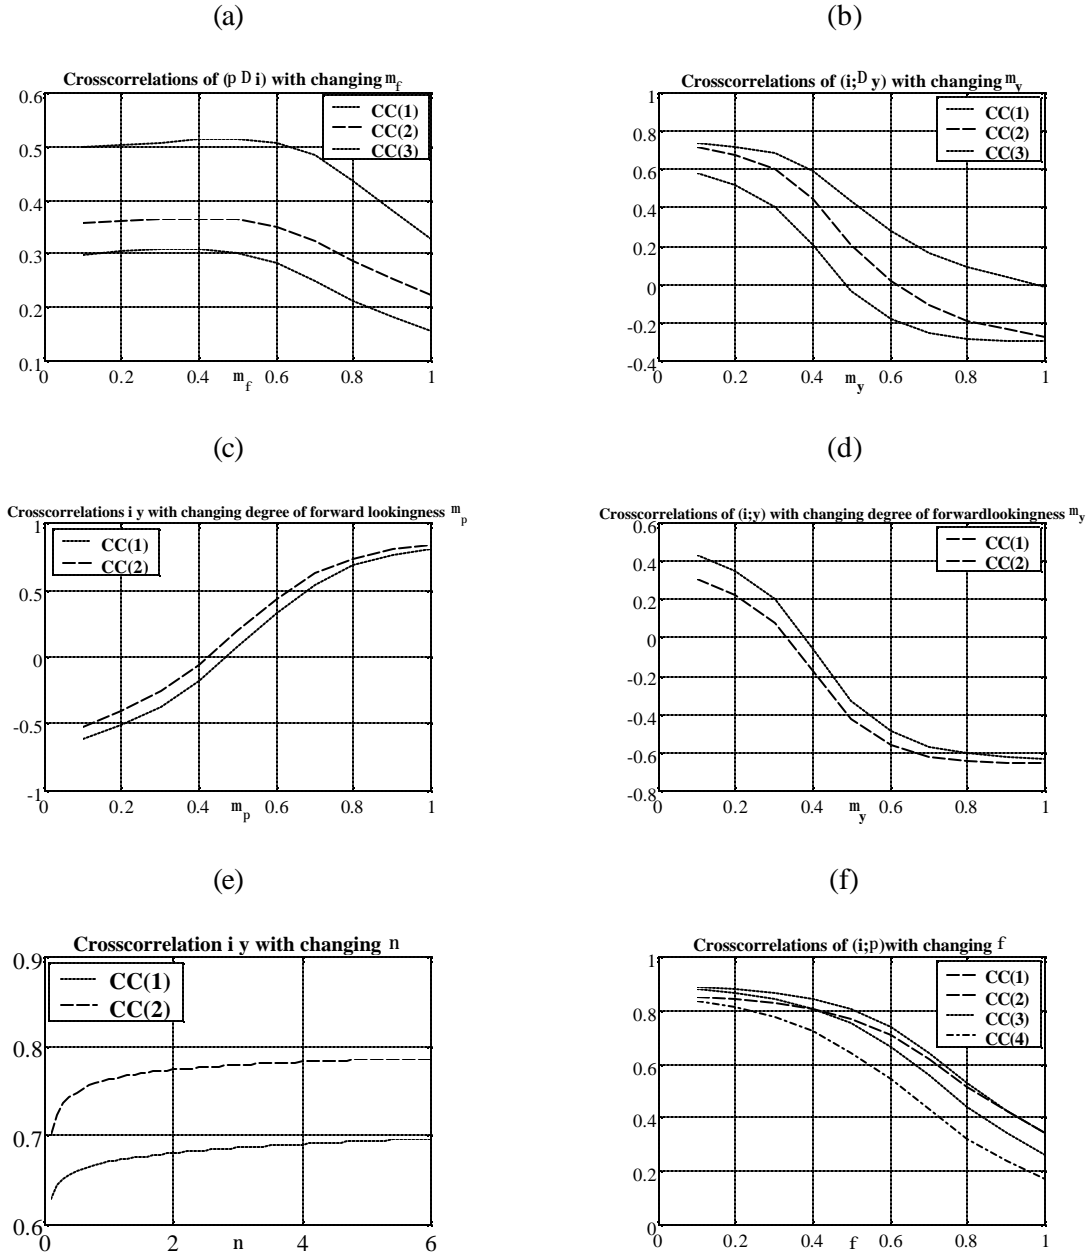 (a)
Crosscorrelations of (p D i) with changing m_f
0.6
0.5
0.4
0.3
0.2
0.1
0
0.2
0.4
0.6
0.8
1
m_f
CC(1)
CC(2)
CC(3)
(b)
Crosscorrelations of (i;D y) with changing m_y
1
0.8
0.6
0.4
0.2
0
-0.2
-0.4
0
0.2
0.4
0.6
0.8
1
m_y
CC(1)
CC(2)
CC(3)
(c)
Crosscorrelations i y with changing degree of forward lookingness m_p
1
0.5
0
-0.5
-1
0
0.2
0.4
0.6
0.8
1
m_p
CC(1)
CC(2)
(d)
Crosscorrelations of (i;y) with changing degree of forwardlookingness m_y
0.6
0.4
0.2
0
-0.2
-0.4
-0.6
-0.8
0
0.2
0.4
0.6
0.8
1
m_y
CC(1)
CC(2)
(e)
Crosscorrelation i y with changing n
0.9
0.8
0.7
0.6
0
2
4
6
n
CC(1)
CC(2)
(f)
Crosscorrelations of (i;p)with changing f
1
0.8
0.6
0.4
0.2
0
0
0.2
0.4
0.6
0.8
1
f
CC(1)
CC(2)
CC(3)
CC(4)